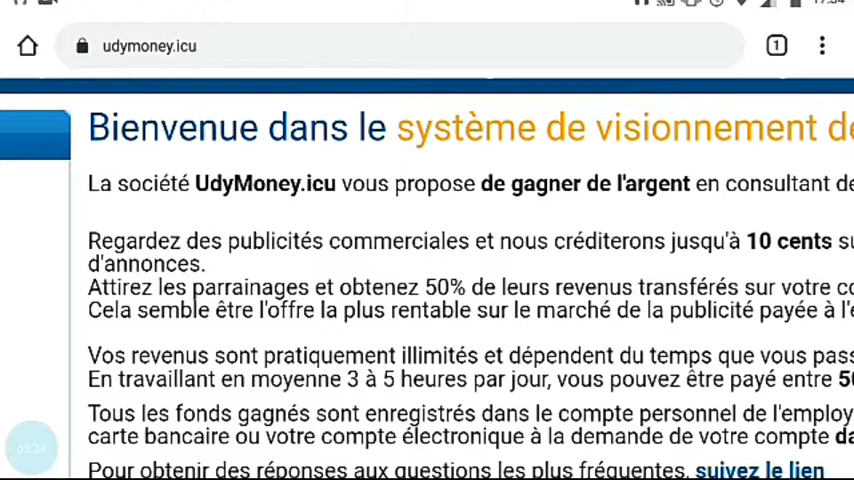 17:34
udymoney.icu
1
Bienvenue dans le système de visionnement de
La société UdyMoney.icu vous propose de gagner de l'argent en consultant de
Regardez des publicités commerciales et nous créditerons jusqu'à 10 cents su
d'annonces.
Attirez les parrainages et obtenez 50% de leurs revenus transférés sur votre co
Cela semble être l'offre la plus rentable sur le marché de la publicité payée à l'é
Vos revenus sont pratiquement illimités et dépendent du temps que vous pass
En travaillant en moyenne 3 à 5 heures par jour, vous pouvez être payé entre 50
Tous les fonds gagnés sont enregistrés dans le compte personnel de l'employ
carte bancaire ou votre compte électronique à la demande de votre compte da
Pour obtenir des réponses aux questions les plus fréquentes, suivez le lien